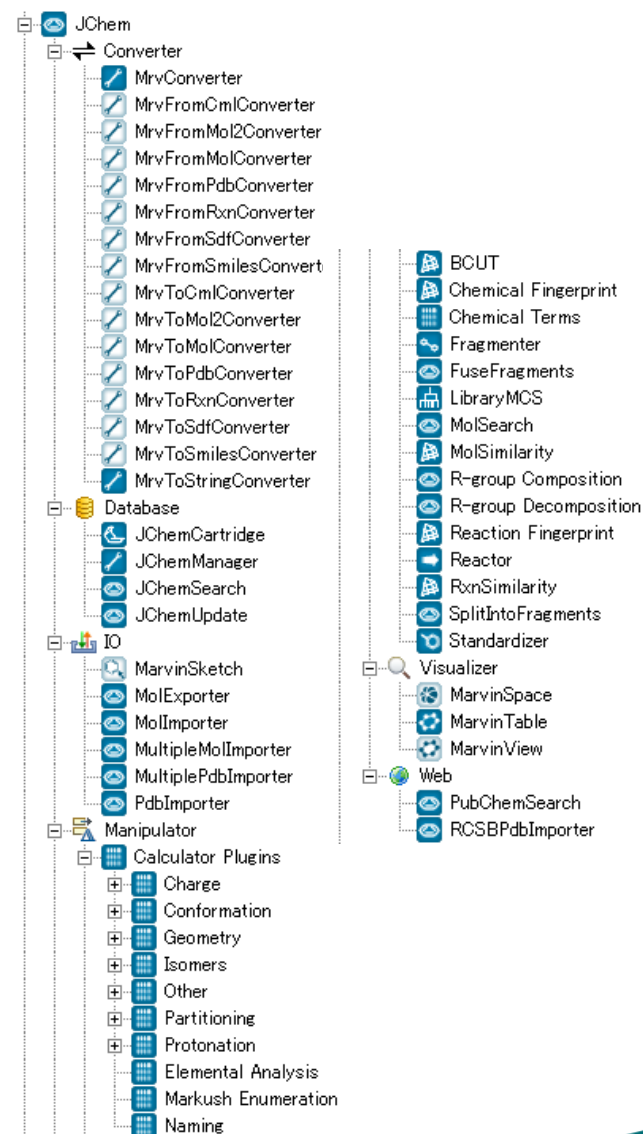 JChem
Converter
MrvConverter
MrvFromCmlConverter
MrvFromMol2Converter
MrvFromMolConverter
MrvFromPdbConverter
MrvFromRxnConverter
MrvFromSdfConverter
MrvFromSmilesConvert
MrvToCmlConverter
MrvToMol2Converter
MrvToMolConverter
MrvToPdbConverter
MrvToRxnConverter
MrvToSdfConverter
MrvToSmilesConverter
MrvToStringConverter
Database
JChemCartridge
JChemManager
JChemSearch
JChemUpdate
IO
MarvinSketch
MolExporter
MolImporter
MultipleMolImporter
MultiplePdbImporter
PdbImporter
Manipulator
Calculator Plugins
Charge
Conformation
Geometry
Isomers
Other
Partitioning
Protonation
Elemental Analysis
Markush Enumeration
Naming
BCUT
Chemical Fingerprint
Chemical Terms
Fragmenter
FuseFragments
LibraryMCS
MolSearch
MolSimilarity
R-group Composition
R-group Decomposition
Reaction Fingerprint
Reactor
RxnSimilarity
SplitIntoFragments
Standardizer
Visualizer
MarvinSpace
MarvinTable
MarvinView
Web
PubChemSearch
RCSBPdbImporter